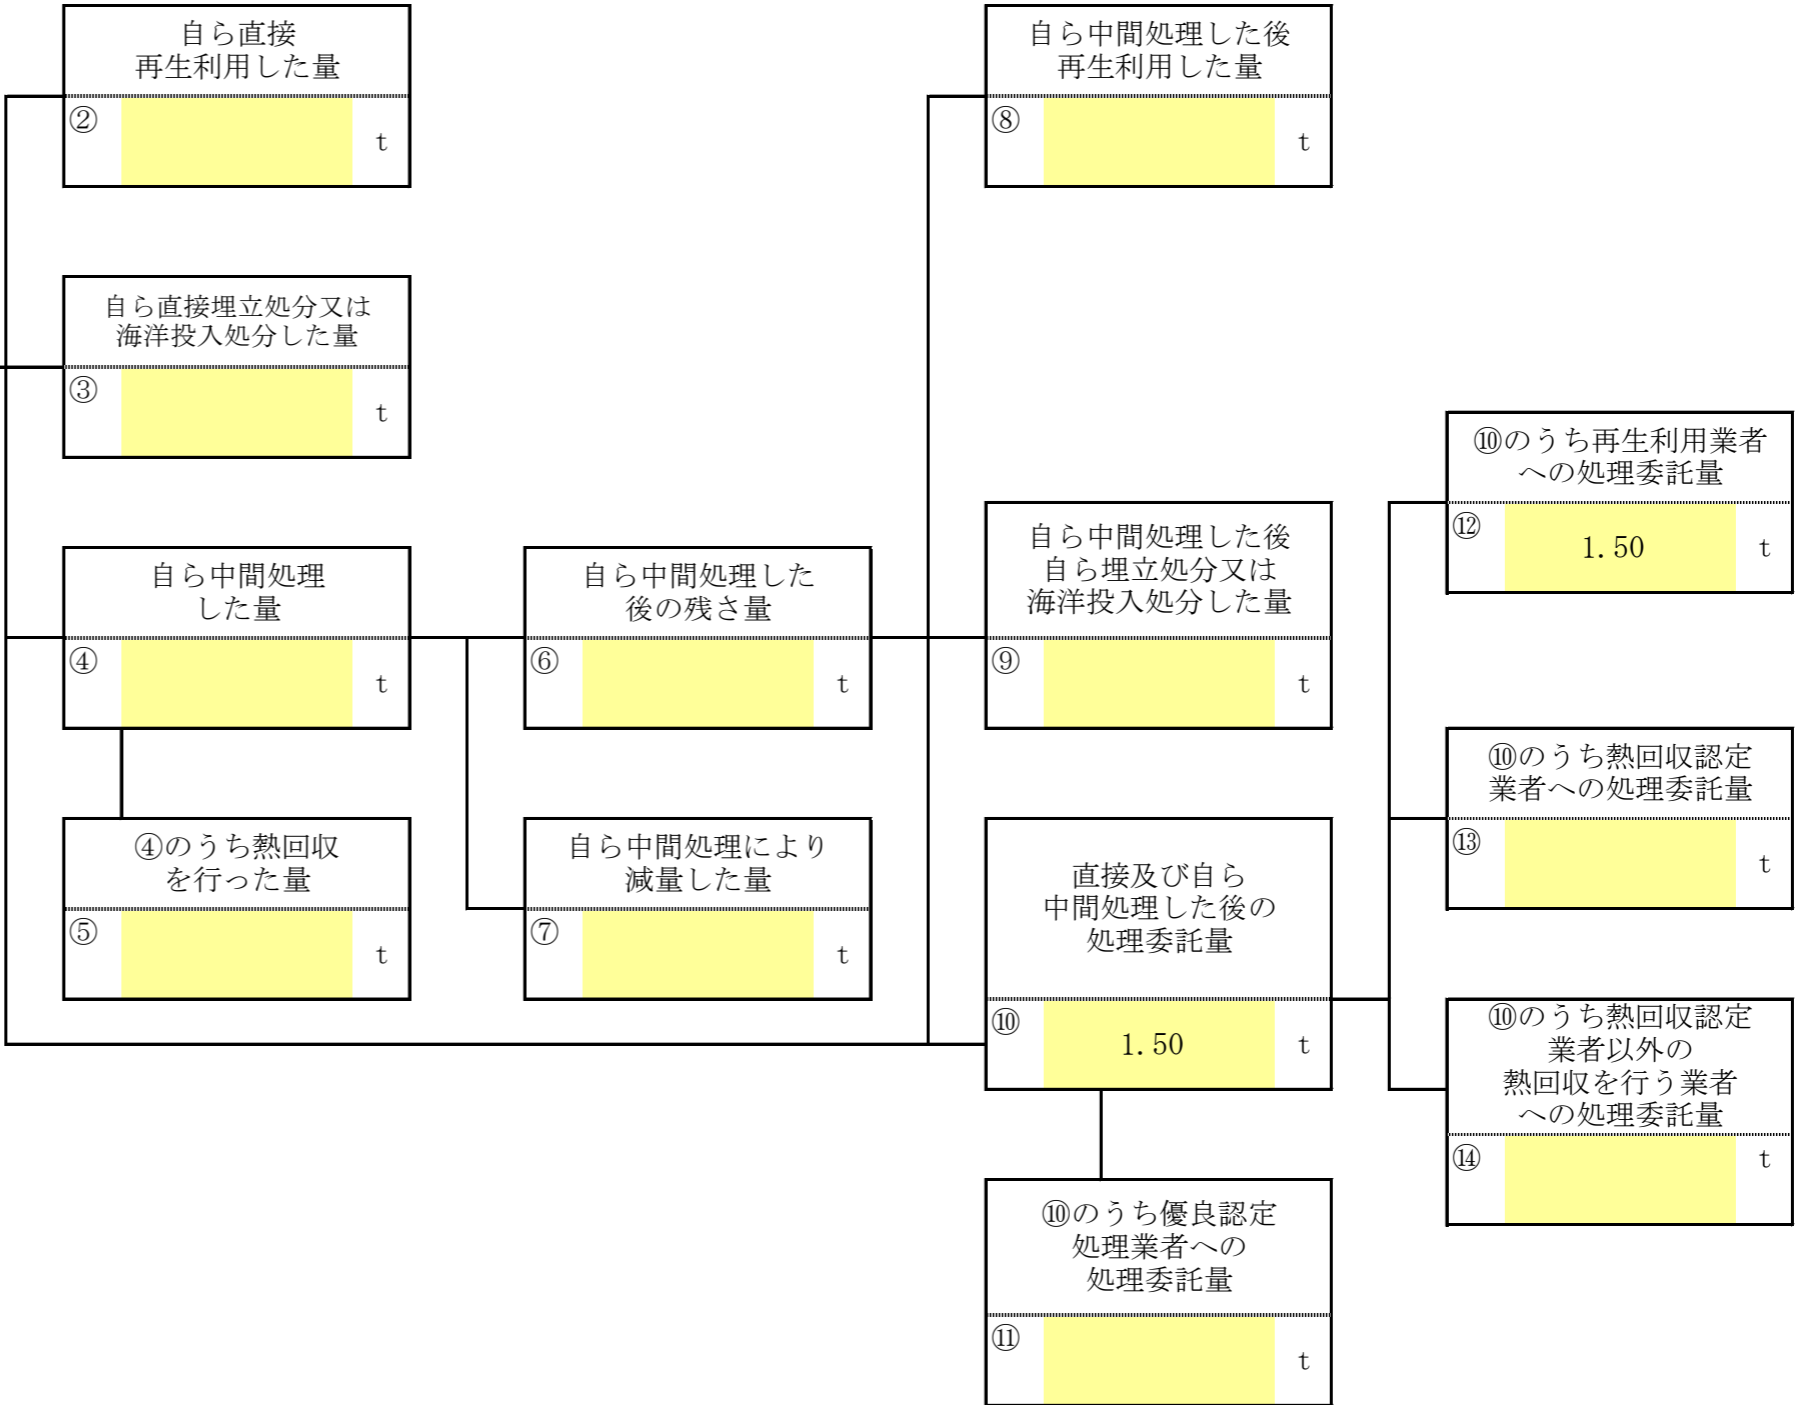 自ら直接
再生利用した量
②
t
自ら中間処理した後
再生利用した量
⑧
t
自ら直接埋立処分又は
海洋投入処分した量
③
t
⑩のうち再生利用業者
への処理委託量
⑫
1.50
t
自ら中間処理
した量
④
t
自ら中間処理した
後の残さ量
⑥
t
自ら中間処理した後
自ら埋立処分又は
海洋投入処分した量
⑨
t
⑩のうち熱回収認定
業者への処理委託量
⑬
t
④のうち熱回収
を行った量
⑤
t
自ら中間処理により
減量した量
⑦
t
直接及び自ら
中間処理した後の
処理委託量
⑩
1.50
t
⑩のうち熱回収認定
業者以外の
熱回収を行う業者
への処理委託量
⑭
t
⑩のうち優良認定
処理業者への
処理委託量
⑪
t